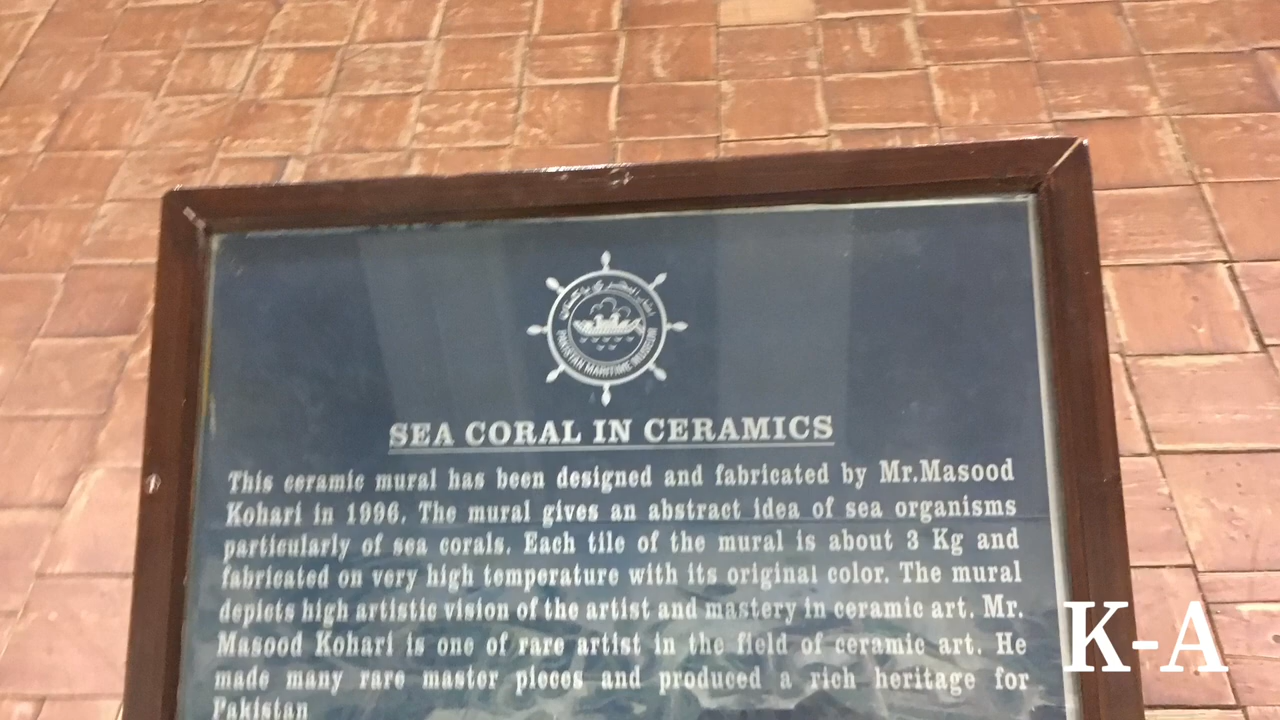 PAKISTAN MARITIME MUSEUM
SEA CORAL IN CERAMICS
This ceramic mural has been designed and fabricated by Mr.Masood
Kohari in 1996. The mural gives an abstract idea of sea organisms
particularly of sea corals. Each tile of the mural is about 3 Kg and
fabricated on very high temperature with its original color. The mural
depicts high artistic vision of the artist and mastery in ceramic art. Mr.
Masood Kohari is one of rare artist in the field of ceramic art. He
made many rare master pieces and produced a rich heritage for
Pakistan
K-A